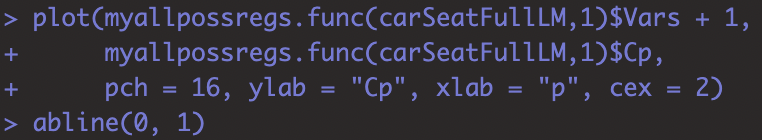 > plot(myallpossregs.func(carSeatFullLM,1)$Vars + 1,
+      myallpossregs.func(carSeatFullLM,1)$Cp,
+      pch = 16, ylab = "Cp", xlab = "p", cex = 2)
> abline(0, 1)